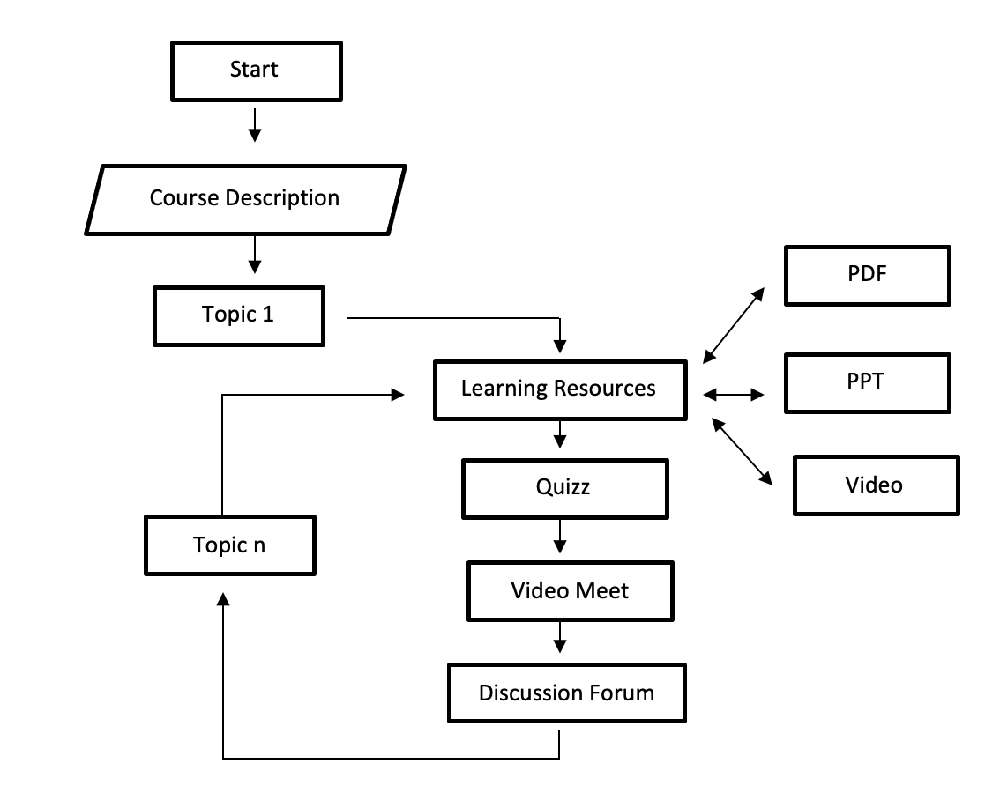 Start
Course Description
Topic 1
Learning Resources
PDF
PPT
Video
Quizz
Video Meet
Discussion Forum
Topic n